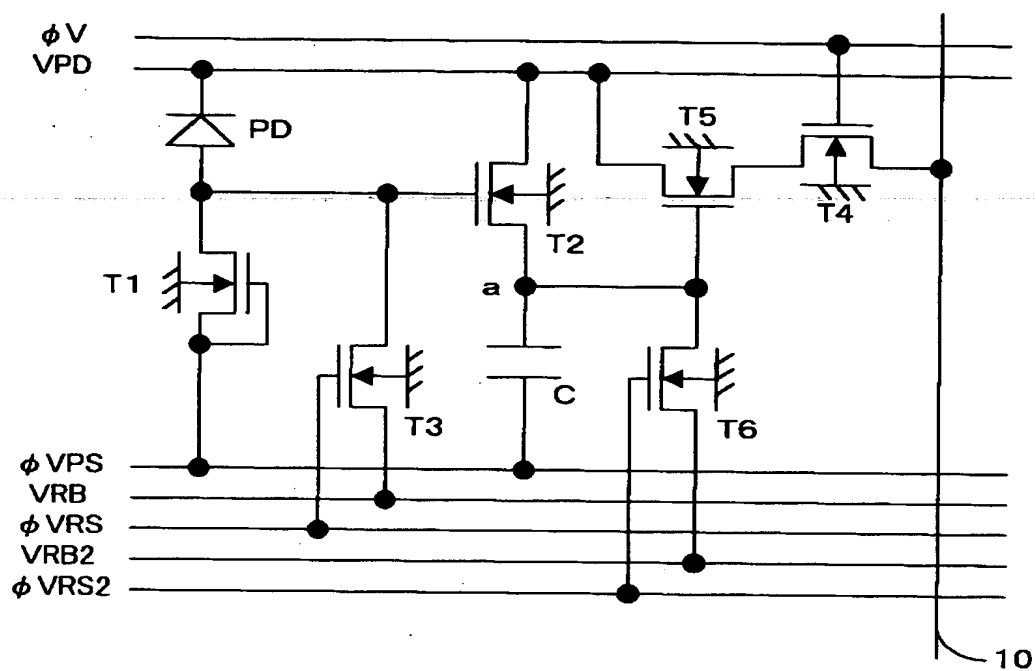 ϕV
VPD
PD
T5
T4
T2
T1
a
C
T3
T6
ϕVPS
VRB
ϕVRS
VRB2
ϕVRS2
10